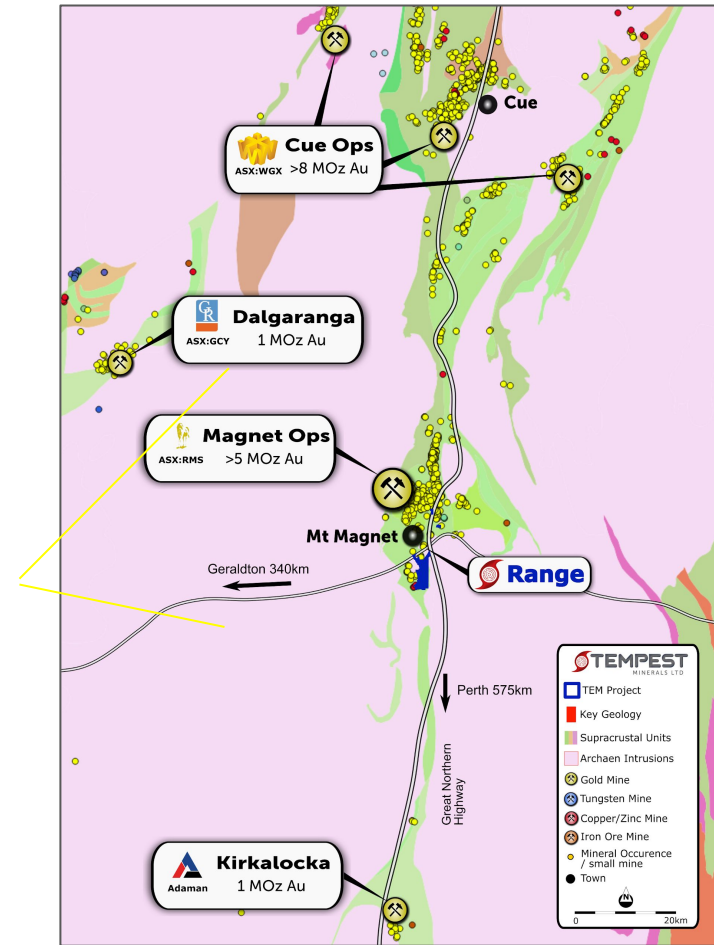 Cue
Cue Ops
ASX:WGX
>8 MOz Au
GR
Dalgaranga
ASX:GCY
1 MOz Au
Magnet Ops
ASX:RMS
>5 MOz Au
Mt Magnet
Geraldton 340km
Range
Perth 575km
Great Northern
Highway
Kirkalocka
Adaman
1 MOz Au
TEMPEST
MINERALS LTD
TEM Project
Key Geology
Supracrustal Units
Archaen Intrusions
Gold Mine
Tungsten Mine
Copper/Zinc Mine
Iron Ore Mine
Mineral Occurence
/ small mine
Town
N
0 20km